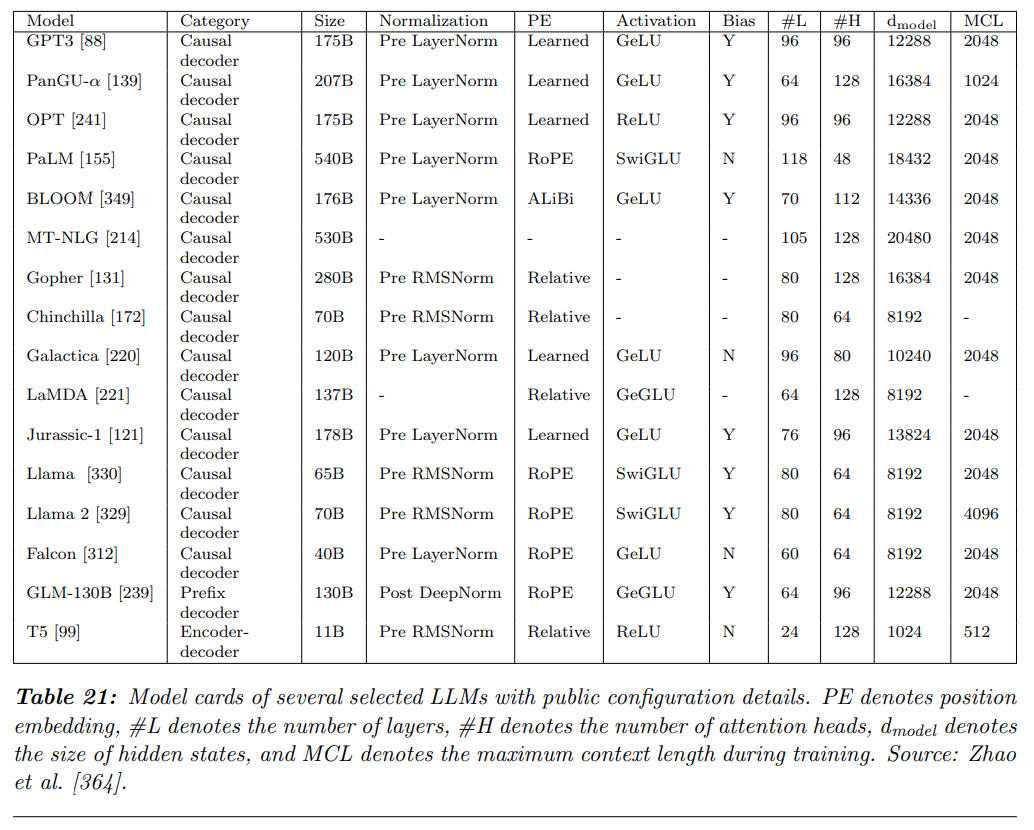 Model Category Size Normalization PE Activation Bias #L #H d_model MCL
GPT3 [88] Causal decoder 175B Pre LayerNorm Learned GeLU Y 96 96 12288 2048
PanGU-α [139] Causal decoder 207B Pre LayerNorm Learned GeLU Y 64 128 16384 1024
OPT [241] Causal decoder 175B Pre LayerNorm Learned ReLU Y 96 96 12288 2048
PaLM [155] Causal decoder 540B Pre LayerNorm RoPE SwiGLU N 118 48 18432 2048
BLOOM [349] Causal decoder 176B Pre LayerNorm ALiBi GeLU Y 70 112 14336 2048
MT-NLG [214] Causal decoder 530B - - - - 105 128 20480 2048
Gopher [131] Causal decoder 280B Pre RMSNorm Relative - - 80 128 16384 2048
Chinchilla [172] Causal decoder 70B Pre RMSNorm Relative - - 80 64 8192 -
Galactica [220] Causal decoder 120B Pre LayerNorm Learned GeLU N 96 80 10240 2048
LaMDA [221] Causal decoder 137B - Relative GeGLU - 64 128 8192 -
Jurassic-1 [121] Causal decoder 178B Pre LayerNorm Learned GeLU Y 76 96 13824 2048
Llama [330] Causal decoder 65B Pre RMSNorm RoPE SwiGLU Y 80 64 8192 2048
Llama 2 [329] Causal decoder 70B Pre RMSNorm RoPE SwiGLU Y 80 64 8192 4096
Falcon [312] Causal decoder 40B Pre LayerNorm RoPE GeLU N 60 64 8192 2048
GLM-130B [239] Prefix decoder 130B Post DeepNorm RoPE GeGLU Y 64 96 12288 2048
T5 [99] Encoder-decoder 11B Pre RMSNorm Relative ReLU N 24 128 1024 512
Table 21: Model cards of several selected LLMs with public configuration details. PE denotes position
embedding, #L denotes the number of layers, #H denotes the number of attention heads, d_model denotes
the size of hidden states, and MCL denotes the maximum context length during training. Source: Zhao
et al. [364].